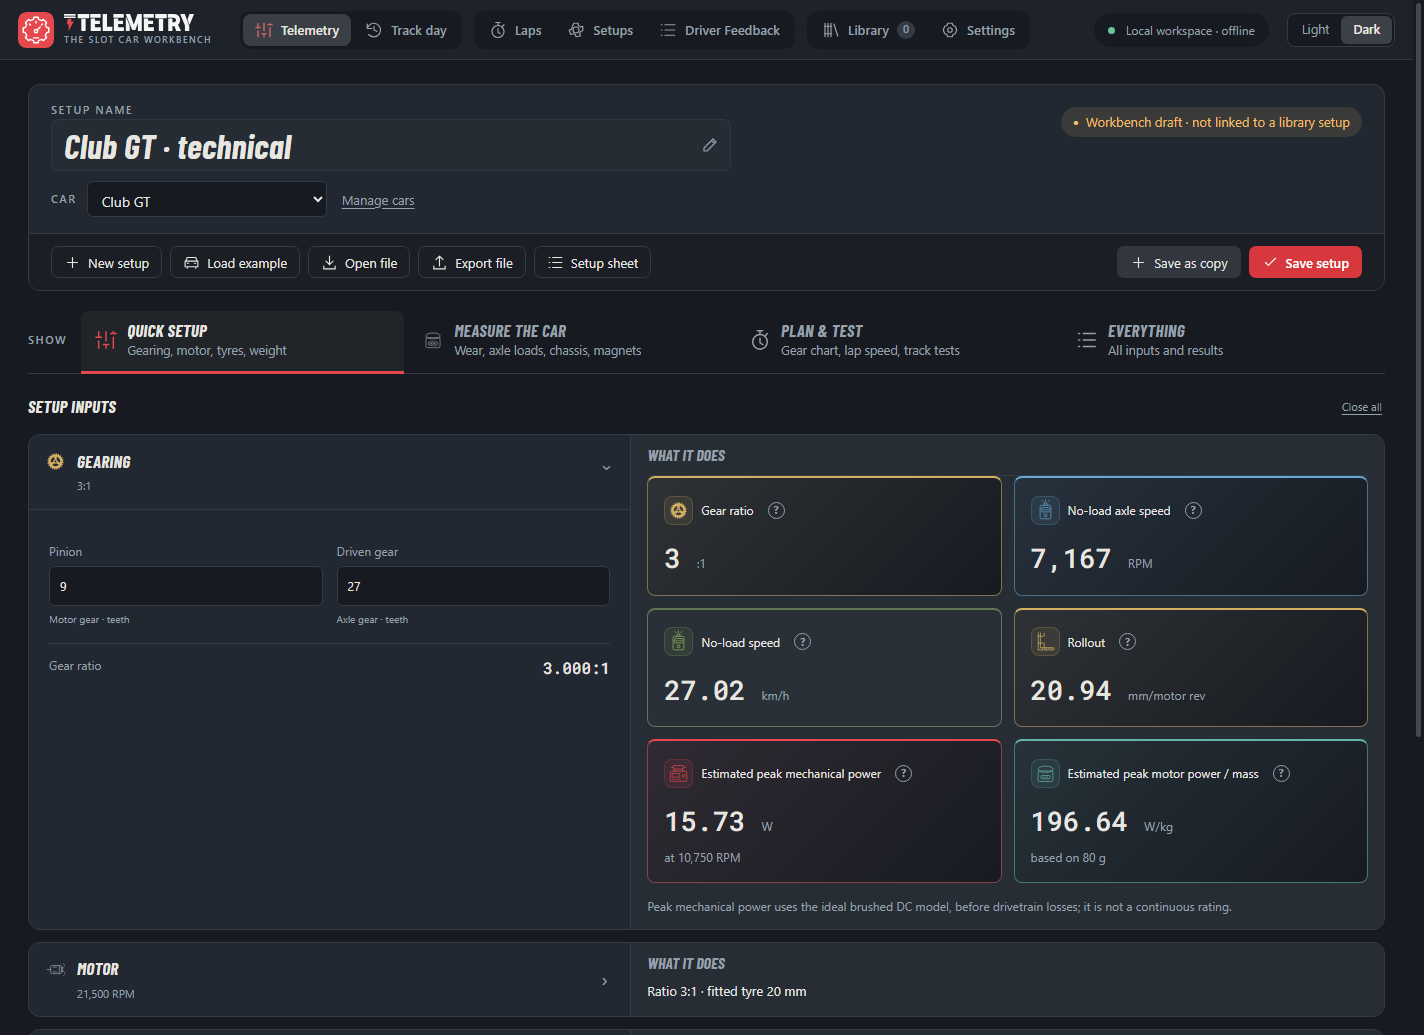 TELEMETRY
THE SLOT CAR WORKBENCH
Telemetry
Track day
Laps
Setups
Driver Feedback
Library 0
Settings
Local workspace · offline
Light
Dark
SETUP NAME
Club GT · technical
Workbench draft · not linked to a library setup
CAR
Club GT
Manage cars
New setup
Load example
Open file
Export file
Setup sheet
Save as copy
Save setup
SHOW
QUICK SETUP
Gearing, motor, tyres, weight
MEASURE THE CAR
Wear, axle loads, chassis, magnets
PLAN & TEST
Gear chart, lap speed, track tests
EVERYTHING
All inputs and results
SETUP INPUTS
Close all
GEARING
3:1
Pinion
9
Motor gear · teeth
Driven gear
27
Axle gear · teeth
Gear ratio
3.000:1
WHAT IT DOES
Gear ratio ?
3 :1
No-load axle speed ?
7,167 RPM
No-load speed ?
27.02 km/h
Rollout ?
20.94 mm/motor rev
Estimated peak mechanical power ?
15.73 W
at 10,750 RPM
Estimated peak motor power / mass ?
196.64 W/kg
based on 80 g
Peak mechanical power uses the ideal brushed DC model, before drivetrain losses; it is not a continuous rating.
MOTOR
21,500 RPM
WHAT IT DOES
Ratio 3:1 · fitted tyre 20 mm